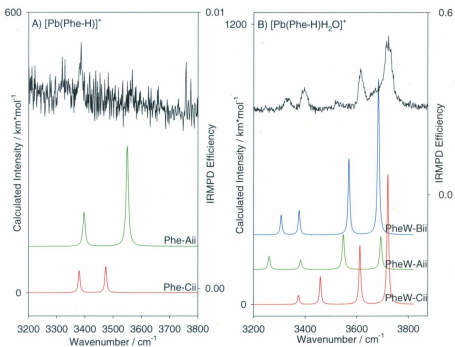 A) [Pb(Phe-H)]⁺
600
0
Calculated Intensity / km*mol⁻¹
0.01
0.00
IRMPD Efficiency
Phe-Aii
Phe-Cii
3200 3300 3400 3500 3600 3700 3800
Wavenumber / cm⁻¹
B) [Pb(Phe-H)H₂O]⁺
1200
0
Calculated Intensity / km*mol⁻¹
0.6
0.0
IRMPD Efficiency
PheW-Bii
PheW-Aii
PheW-Cii
3200 3400 3600 3800
Wavenumber / cm⁻¹